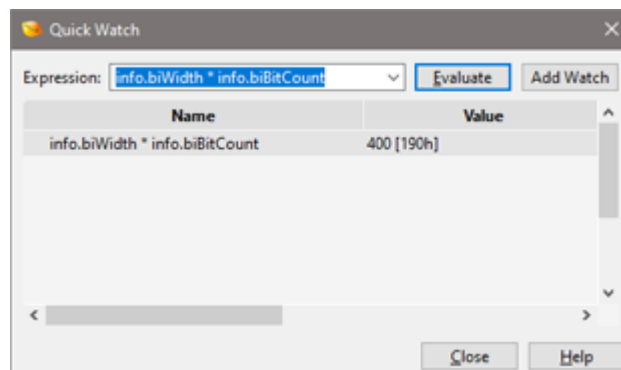 Quick Watch
Expression: info.biWidth * info.biBitCount Evaluate Add Watch
Name Value
info.biWidth * info.biBitCount 400 [190h]
Close Help